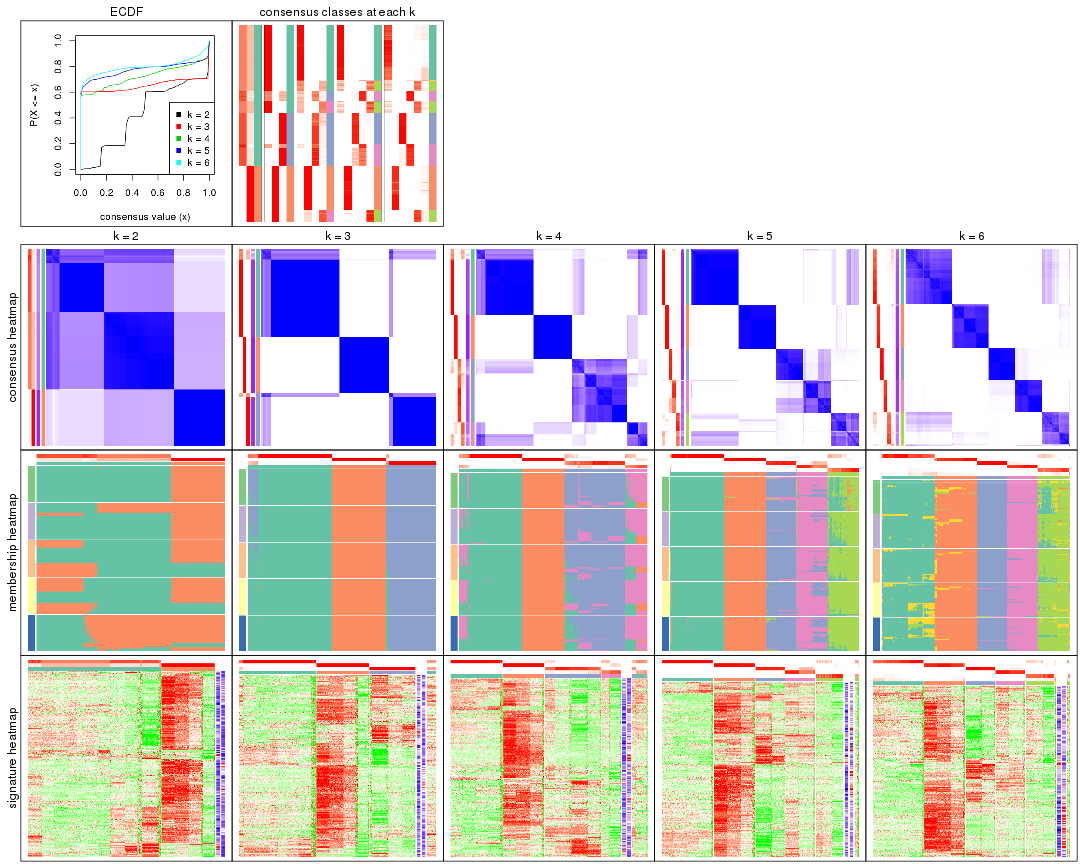 ECDF
consensus classes at each k
P(X <= x)
0.0
0.2
0.4
0.6
0.8
1.0
k = 2
k = 3
k = 4
k = 5
k = 6
0.0 0.2 0.4 0.6 0.8 1.0
consensus value (x)
k = 2
k = 3
k = 4
k = 5
k = 6
consensus heatmap
membership heatmap
signature heatmap